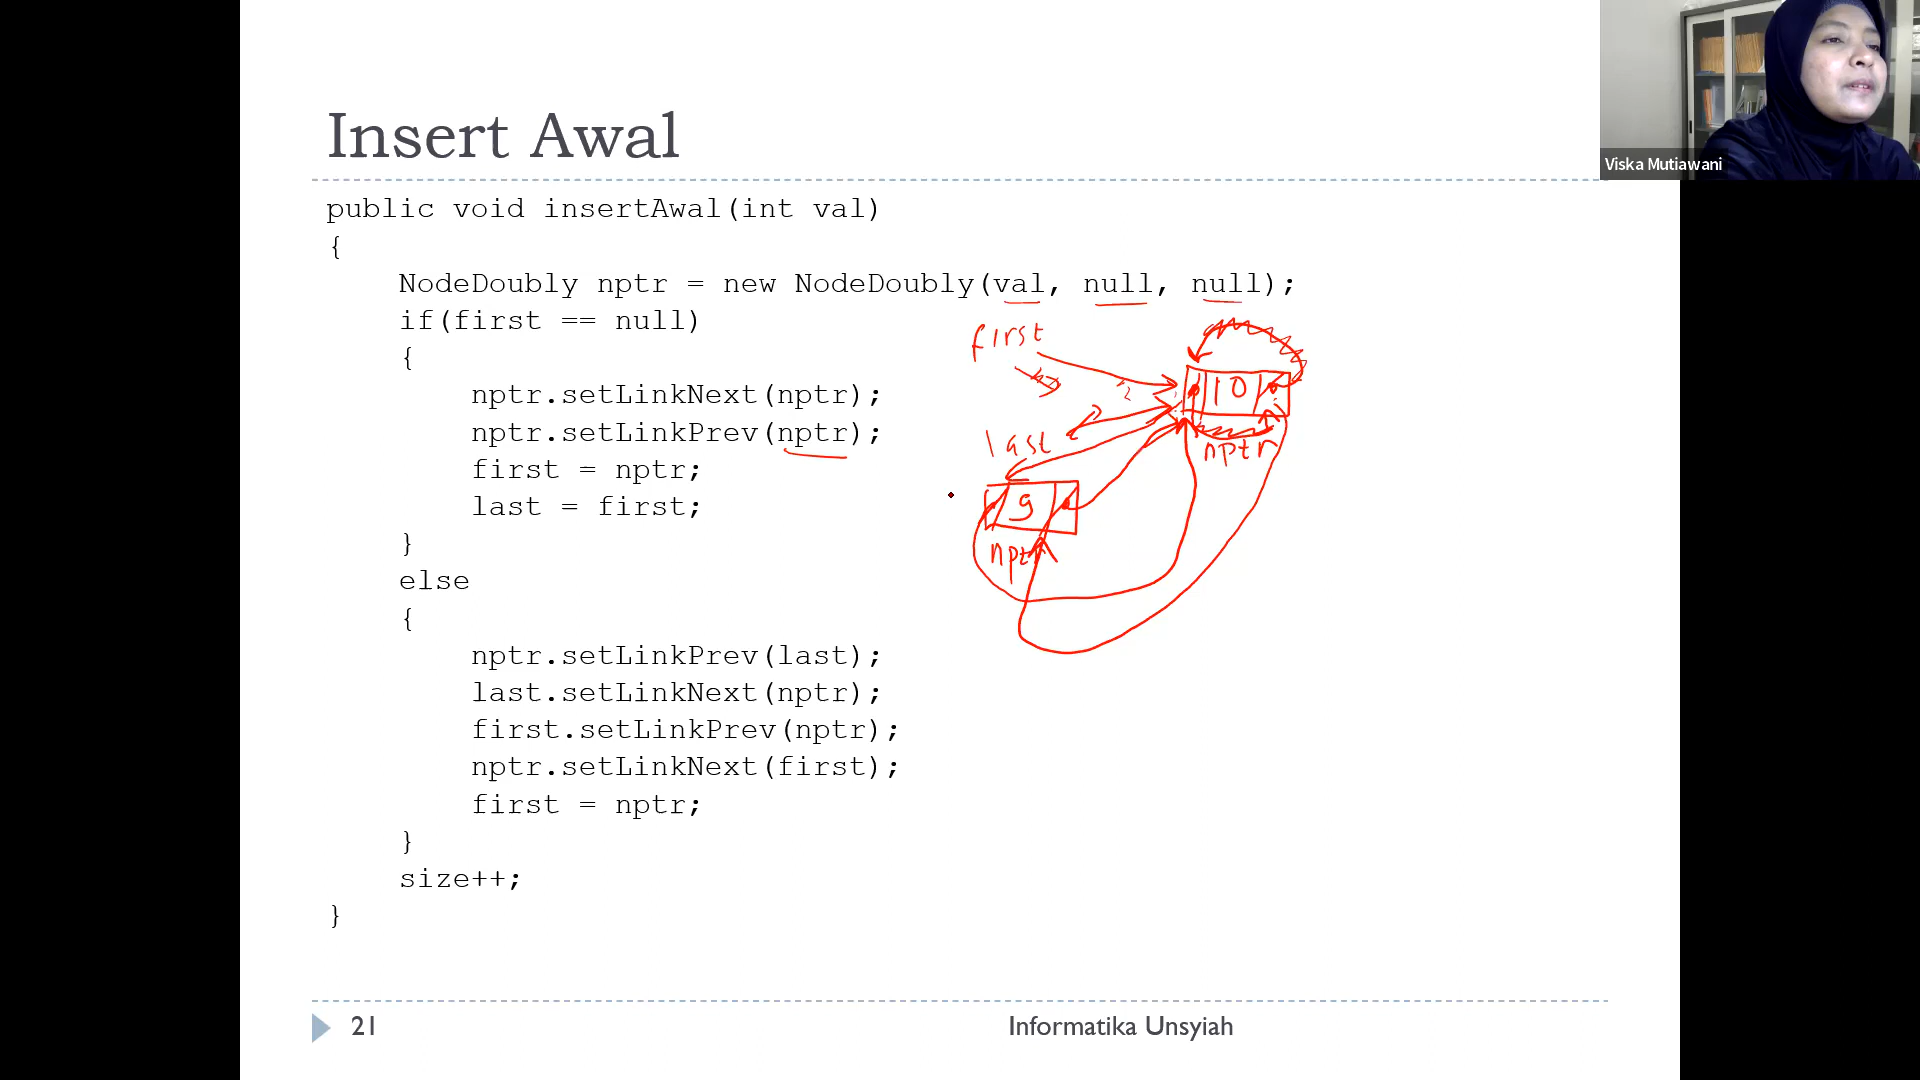 Insert Awal
Viska Mutiawani
public void insertAwal(int val)
{
NodeDoubly nptr = new NodeDoubly(val, null, null);
if(first == null)
{
nptr.setLinkNext(nptr);
nptr.setLinkPrev(nptr);
first = nptr;
last = first;
}
else
{
nptr.setLinkPrev(last);
last.setLinkNext(nptr);
first.setLinkPrev(nptr);
nptr.setLinkNext(first);
first = nptr;
}
size++;
}
first
10
last
nptr
9
nptr
21
Informatika Unsyiah